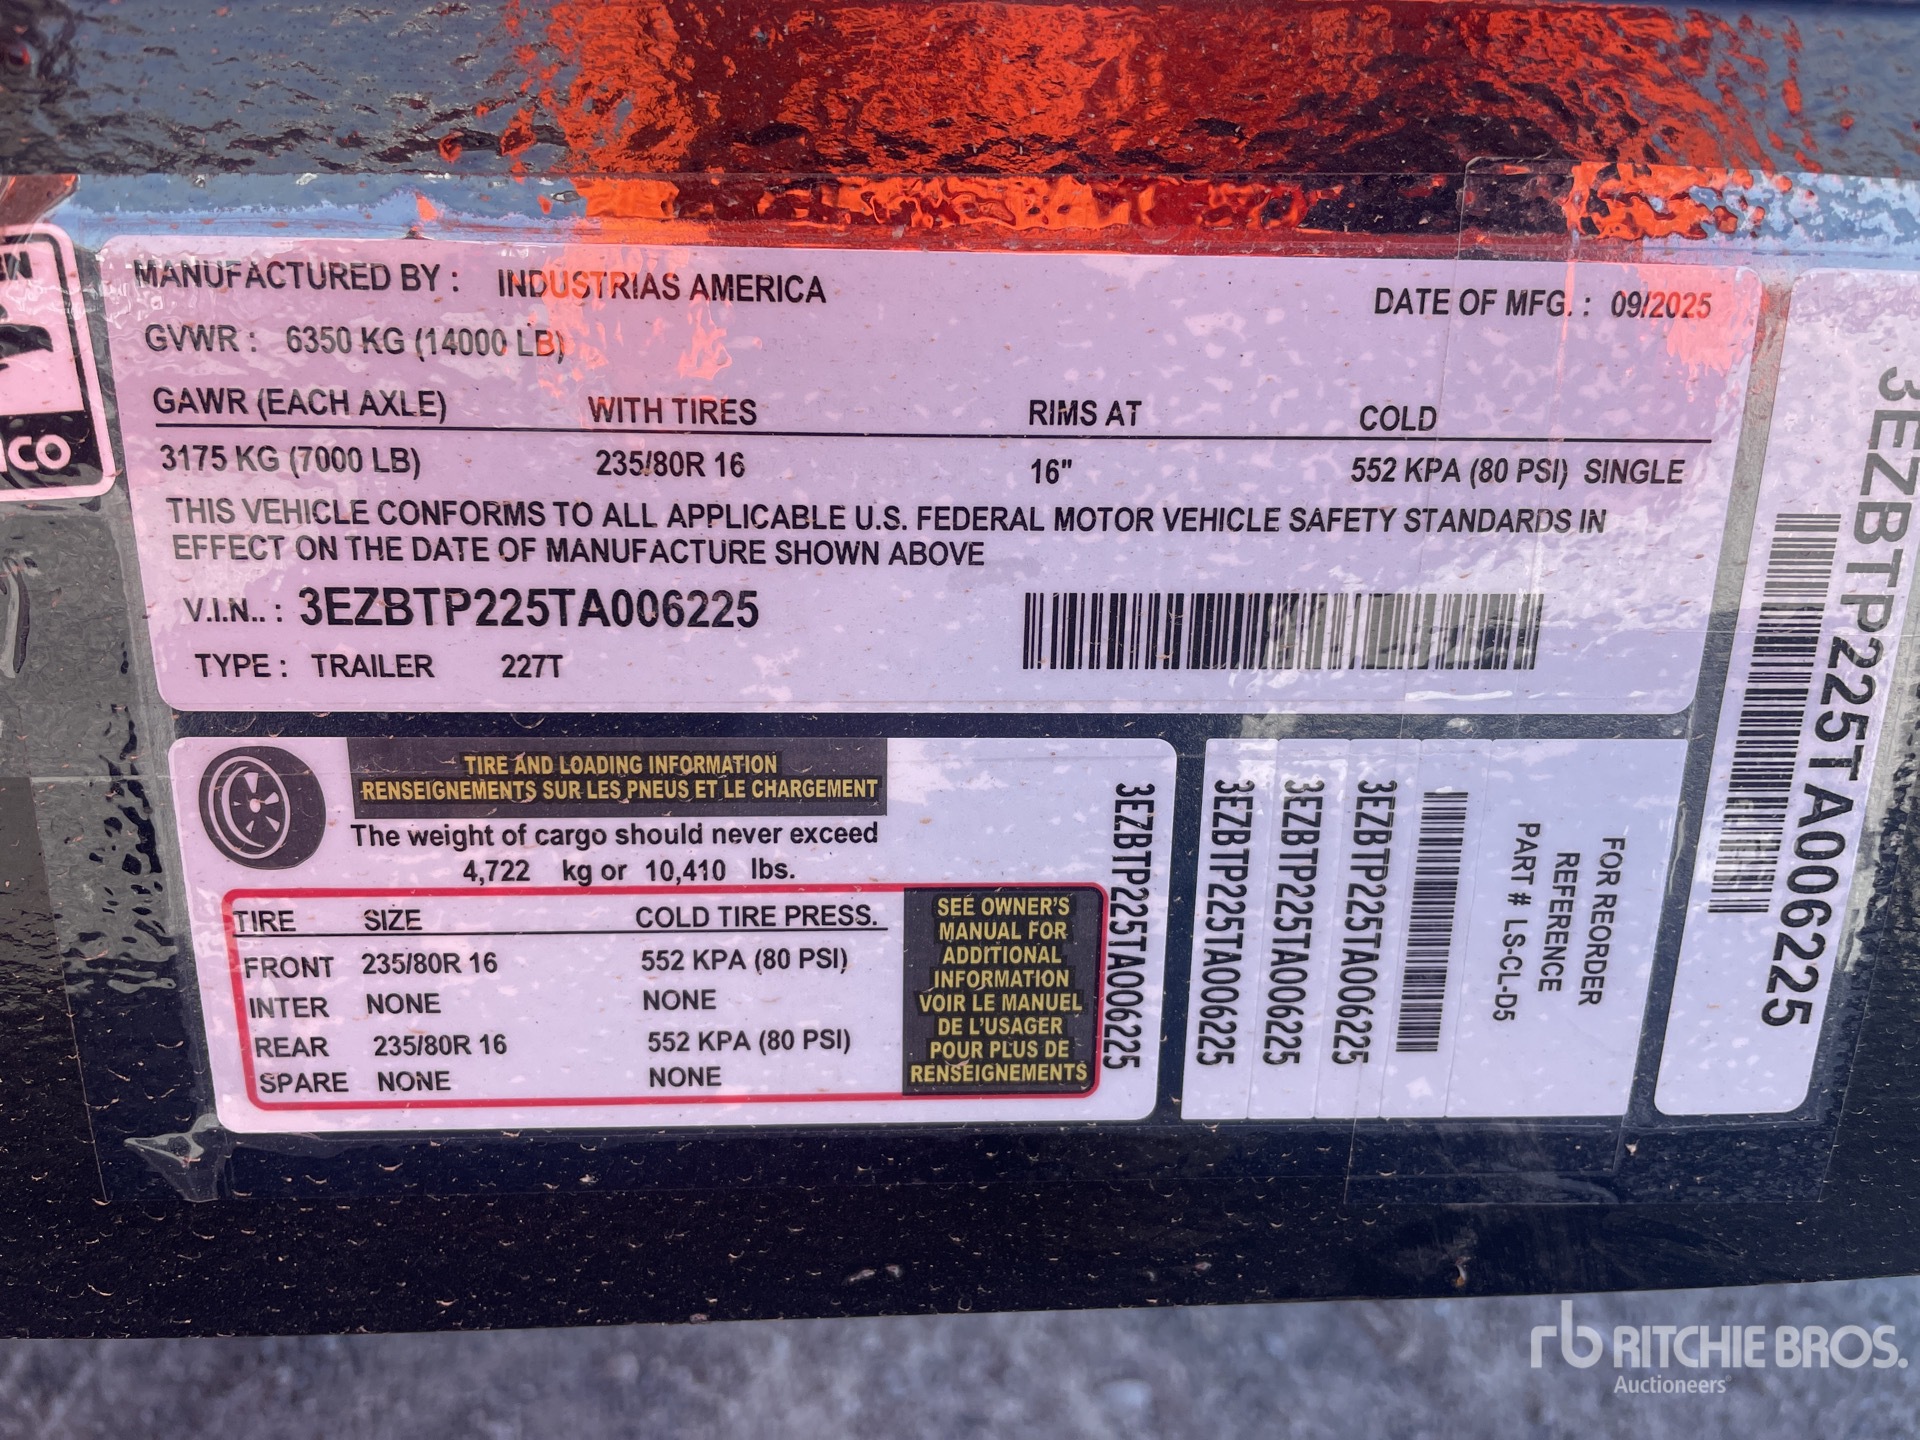 MANUFACTURED BY : INDUSTRIAS AMERICA DATE OF MFG. : 09/2025
GVWR : 6350 KG (14000 LB)
GAWR (EACH AXLE) WITH TIRES RIMS AT COLD
3175 KG (7000 LB) 235/80R 16 16" 552 KPA (80 PSI) SINGLE
THIS VEHICLE CONFORMS TO ALL APPLICABLE U.S. FEDERAL MOTOR VEHICLE SAFETY STANDARDS IN
EFFECT ON THE DATE OF MANUFACTURE SHOWN ABOVE
V.I.N.. : 3EZBTP225TA006225
TYPE : TRAILER 227T
TIRE AND LOADING INFORMATION
RENSEIGNEMENTS SUR LES PNEUS ET LE CHARGEMENT
The weight of cargo should never exceed
4,722 kg or 10,410 lbs.
TIRE SIZE COLD TIRE PRESS.
FRONT 235/80R 16 552 KPA (80 PSI)
INTER NONE NONE
REAR 235/80R 16 552 KPA (80 PSI)
SPARE NONE NONE
SEE OWNER'S
MANUAL FOR
ADDITIONAL
INFORMATION
VOIR LE MANUEL
DE L'USAGER
POUR PLUS DE
RENSEIGNEMENTS
3EZBTP225TA006225
3EZBTP225TA006225
3EZBTP225TA006225
3EZBTP225TA006225
FOR REORDER
REFERENCE
PART # LS-CL-D5
3EZBTP225TA006225
rb RITCHIE BROS.
Auctioneers